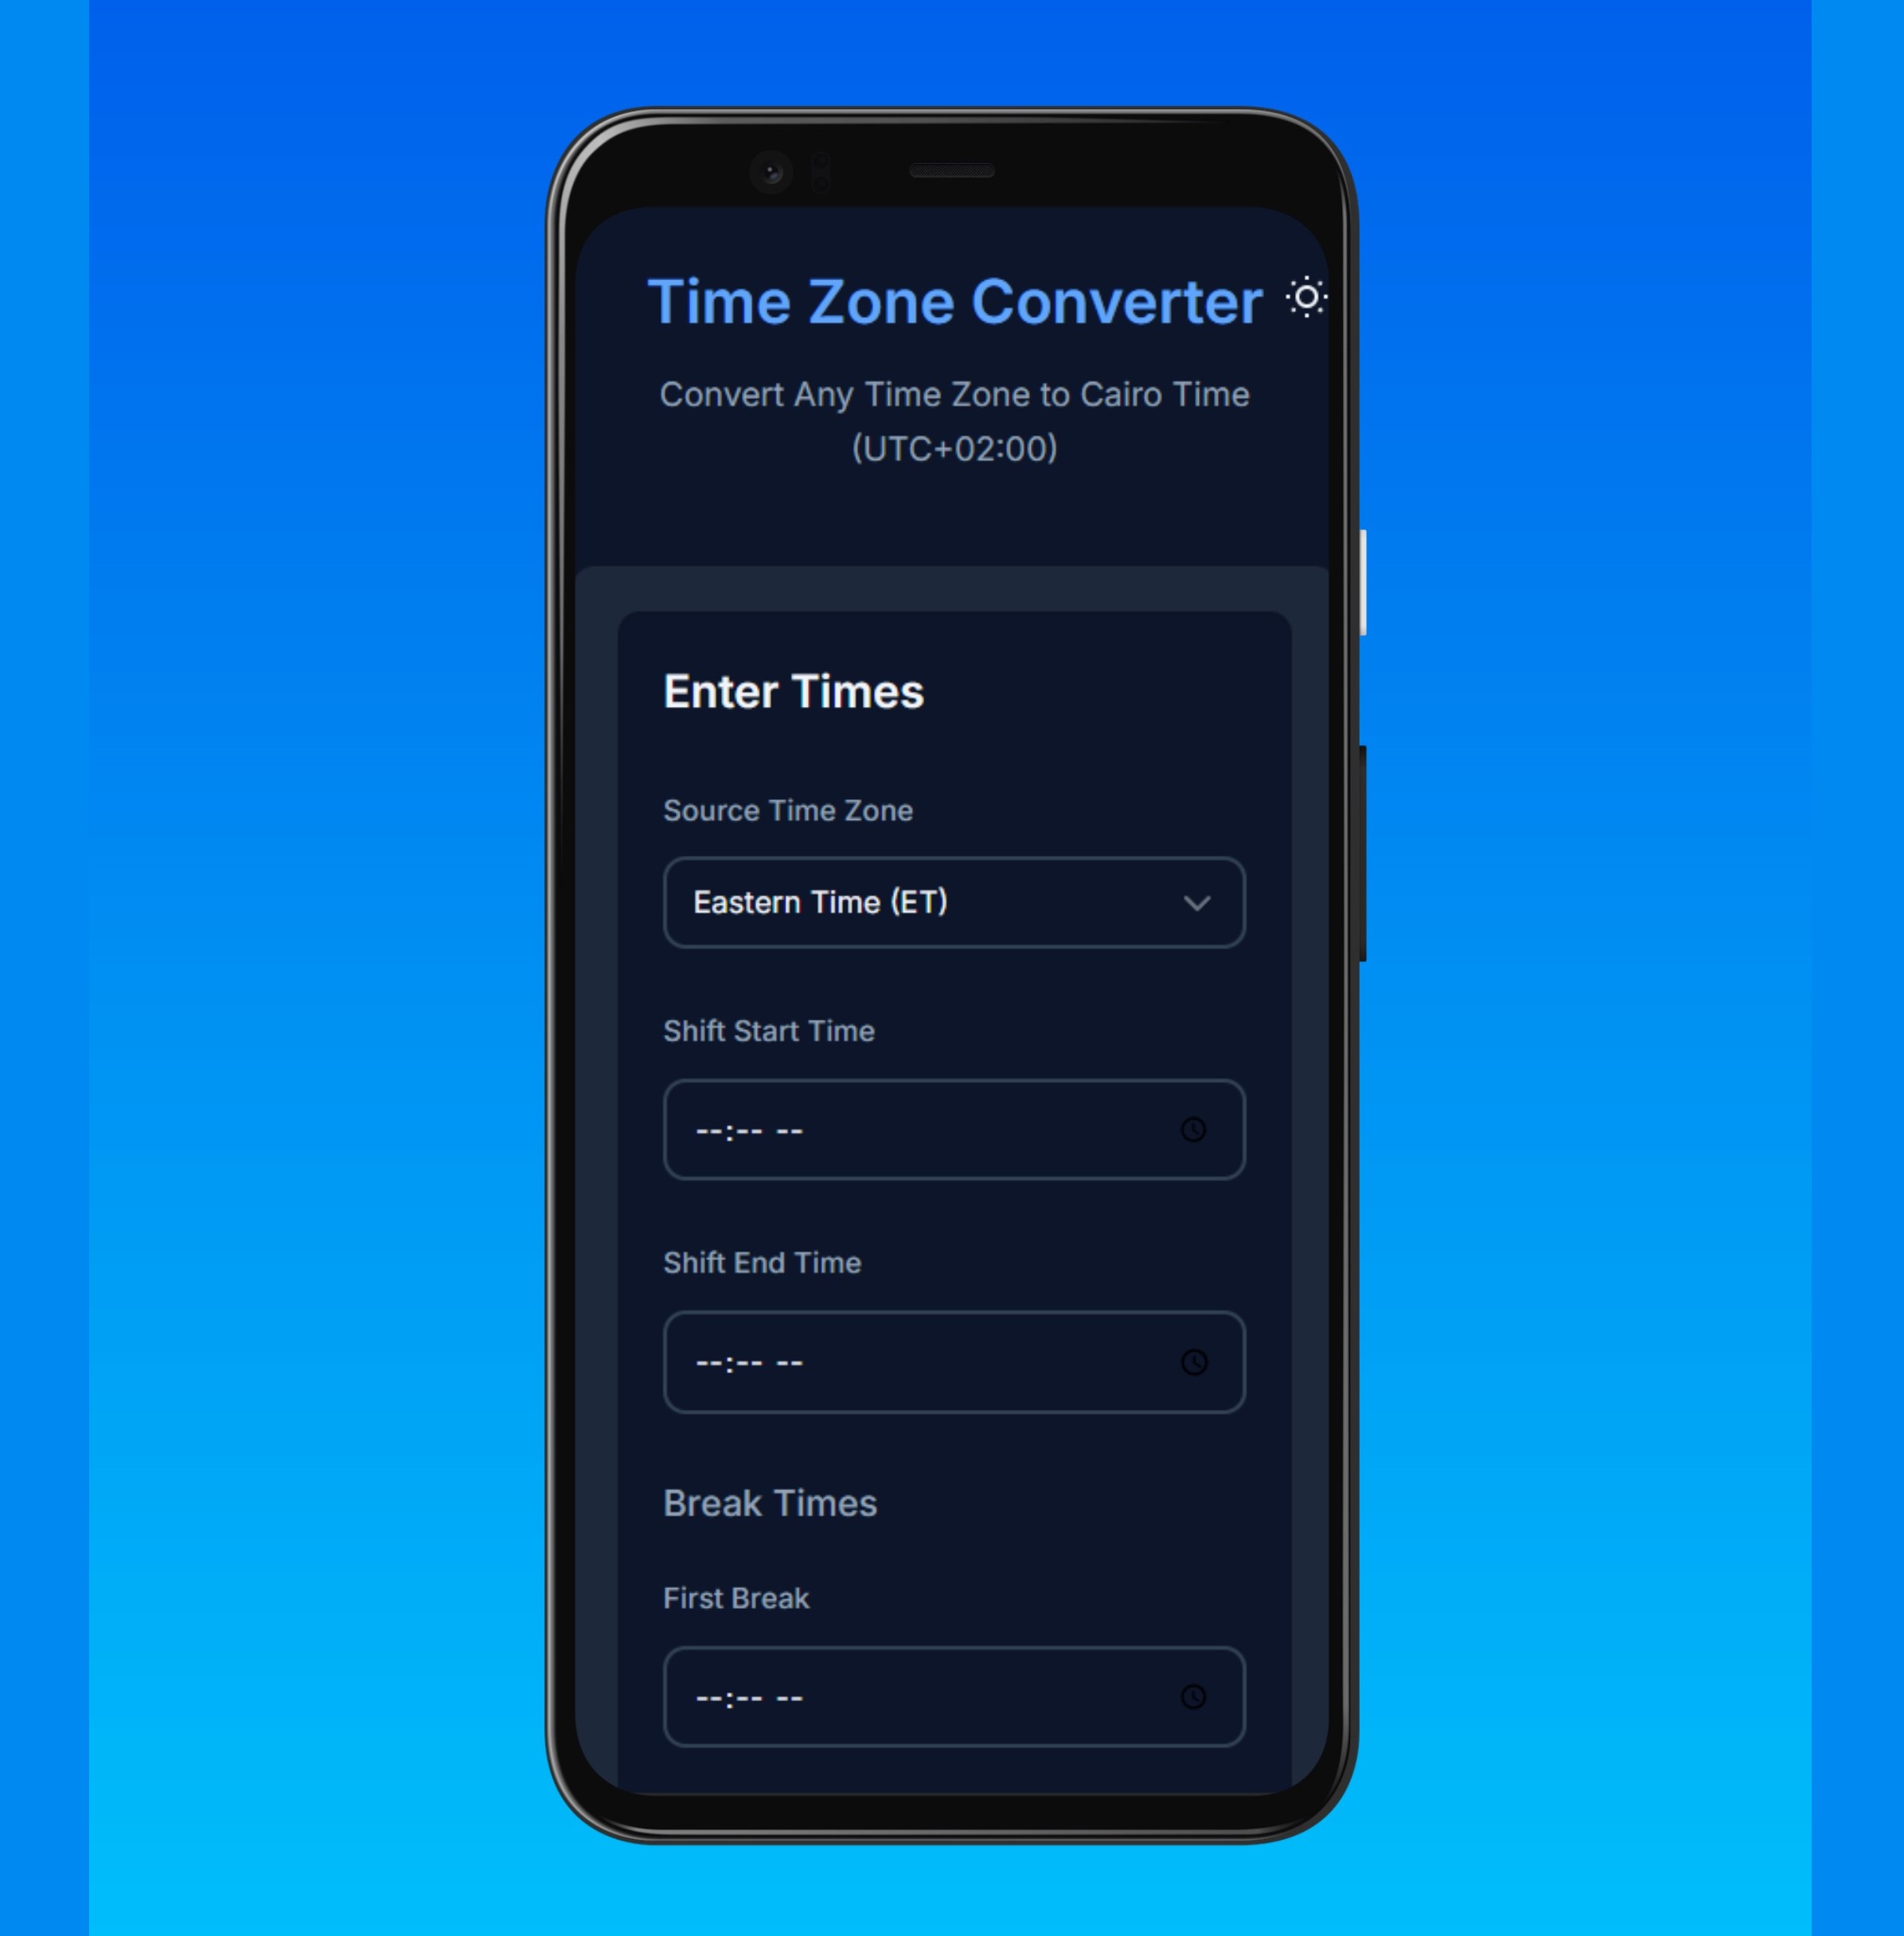 Time Zone Converter
Convert Any Time Zone to Cairo Time
(UTC+02:00)
Enter Times
Source Time Zone
Eastern Time (ET)
Shift Start Time
--:-- --
Shift End Time
--:-- --
Break Times
First Break
--:-- --